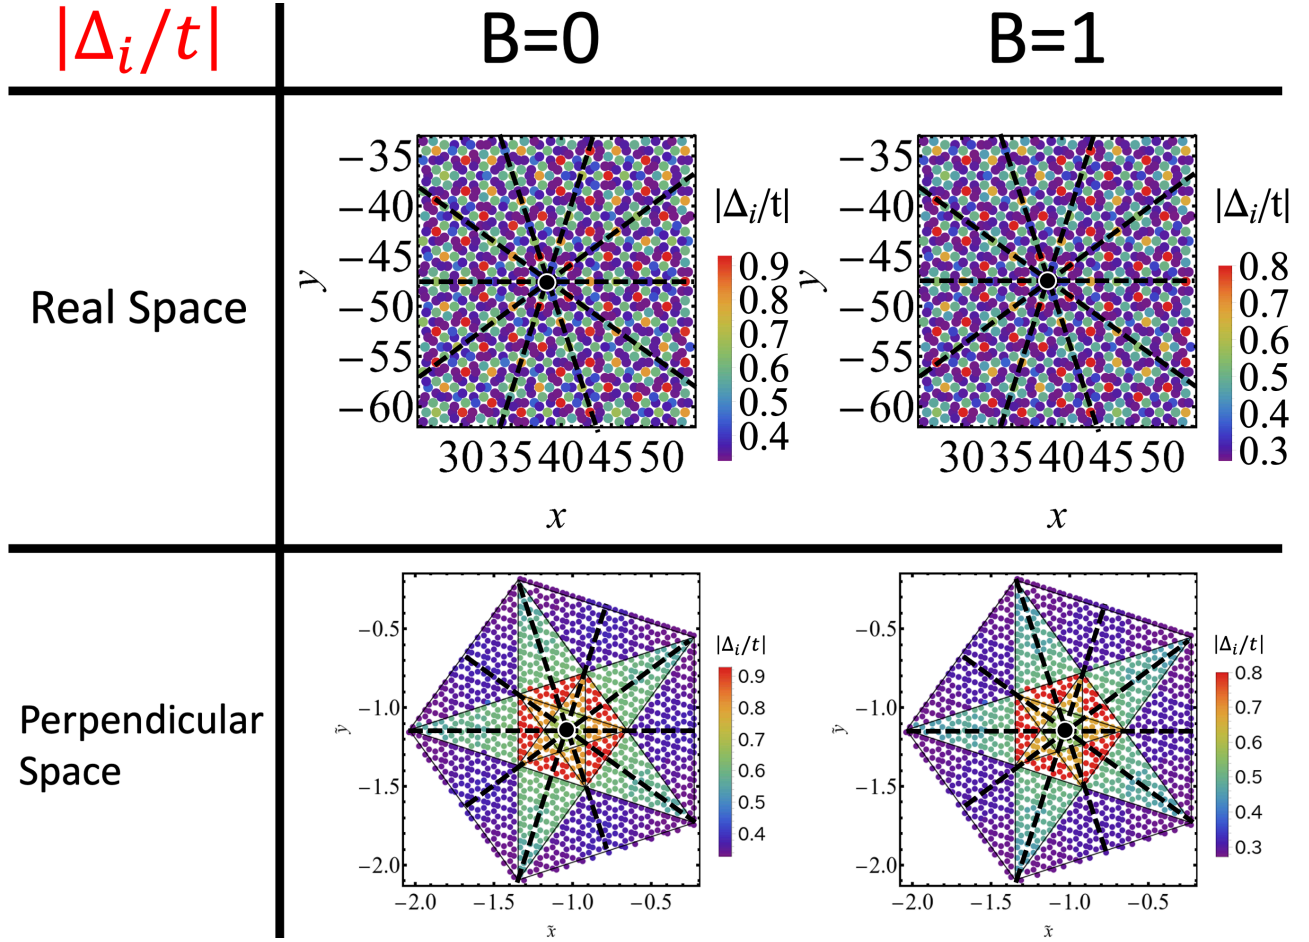 |Δᵢ/t|
B=0
B=1
Real Space
−35
−40
−45
−50
−55
−60
y
30 35 40 45 50
x
|Δᵢ/t|
0.9
0.8
0.7
0.6
0.5
0.4
−35
−40
−45
−50
−55
−60
y
30 35 40 45 50
x
|Δᵢ/t|
0.8
0.7
0.6
0.5
0.4
0.3
Perpendicular
Space
−0.5
−1.0
−1.5
−2.0
ỹ
−2.0 −1.5 −1.0 −0.5
x̃
|Δᵢ/t|
0.9
0.8
0.7
0.6
0.5
0.4
−0.5
−1.0
−1.5
−2.0
ỹ
−2.0 −1.5 −1.0 −0.5
x̃
|Δᵢ/t|
0.8
0.7
0.6
0.5
0.4
0.3